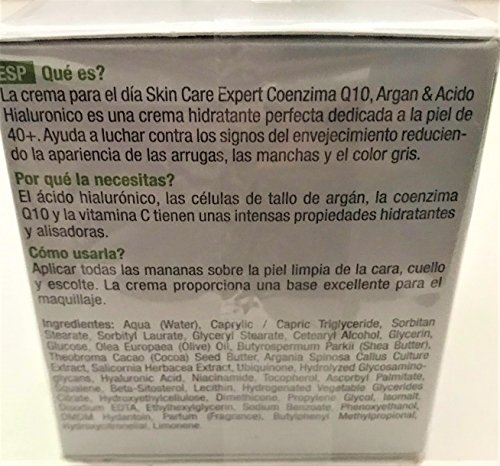 ESP Qué es?
La crema para el día Skin Care Expert Coenzima Q10, Argan & Acido
Hialuronico es una crema hidratante perfecta dedicada a la piel de
40+. Ayuda a luchar contra los signos del envejecimiento reducien-
do la apariencia de las arrugas, las manchas y el color gris.
Por qué la necesitas?
El ácido hialurónico, las células de tallo de argán, la coenzima
Q10 y la vitamina C tienen unas intensas propiedades hidratantes
y alisadoras.
Cómo usarla?
Aplicar todas las mananas sobre la piel limpia de la cara, cuello
y escolte. La crema proporciona una base excellente para el
maquillaje.
Ingredientes: Aqua (Water), Caprylic / Capric Triglyceride, Sorbitan
Stearate, Sorbityl Laurate, Glyceryl Stearate, Cetearyl Alcohol, Glycerin,
Glucose, Olea Europaea (Olive) Oil, Butyrospermum Parkii (Shea Butter),
Theobroma Cacao (Cocoa) Seed Butter, Argania Spinosa Callus Culture
Extract, Salicornia Herbacea Extract, Ubiquinone, Hydrolyzed Glycosamino-
glycans, Hyaluronic Acid, Niacinamide, Tocopherol, Ascorbyl Palmitate,
Squalene, Beta-Sitosterol, Lecithin, Hydrogenated Vegetable Glycerides
Citrate, Hydroxyethylcellulose, Dimethicone, Propylene Glycol, Isomalt,
Disodium EDTA, Ethylhexylglycerin, Sodium Benzoate, Phenoxyethanol,
DMDM Hydantoin, Parfum (Fragrance), Butylphenyl Methylpropional,
Hydroxycitronellal, Limonene.